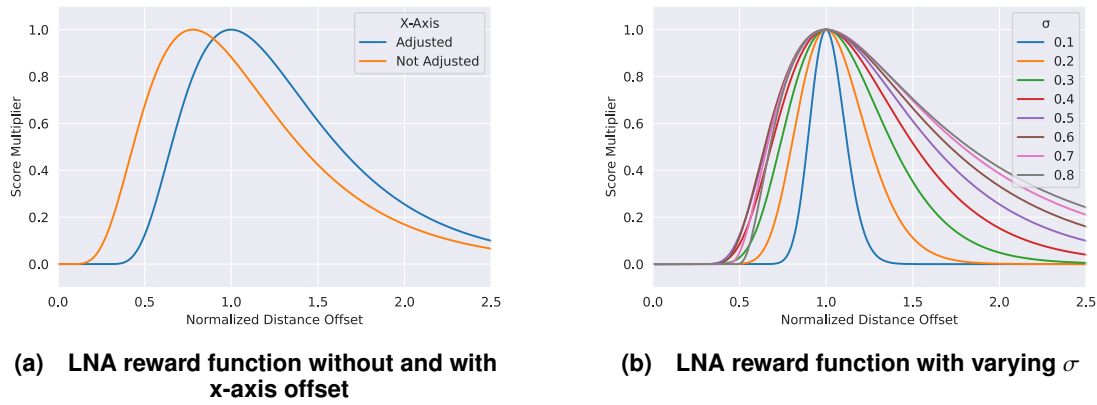 X-Axis
Adjusted
Not Adjusted
1.0
0.8
0.6
0.4
0.2
0.0
Score Multiplier
0.0 0.5 1.0 1.5 2.0 2.5
Normalized Distance Offset
(a) LNA reward function without and with
x-axis offset
σ
0.1
0.2
0.3
0.4
0.5
0.6
0.7
0.8
1.0
0.8
0.6
0.4
0.2
0.0
Score Multiplier
0.0 0.5 1.0 1.5 2.0 2.5
Normalized Distance Offset
(b) LNA reward function with varying σ